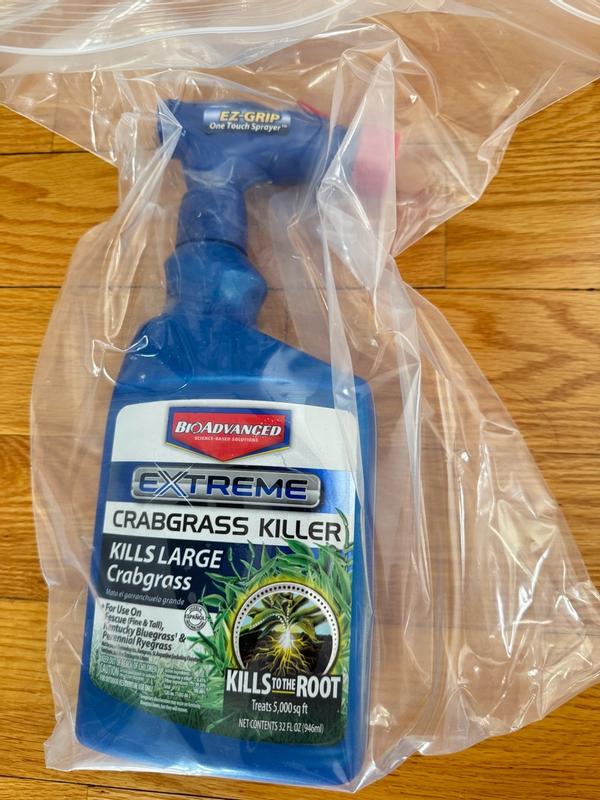 EZ-GRIP
One Touch Sprayer™
BIOADVANCED
SCIENCE-BASED SOLUTIONS
EXTREME
CRABGRASS KILLER
KILLS LARGE
Crabgrass
Mata el garranchuelo grande
For Use On
Fescue (Fine & Tall),
Kentucky Bluegrass† &
Perennial Ryegrass
ESPAÑOL
KILLS TO THE ROOT
Treats 5,000 sq ft
NET CONTENTS 32 FL OZ (946ml)